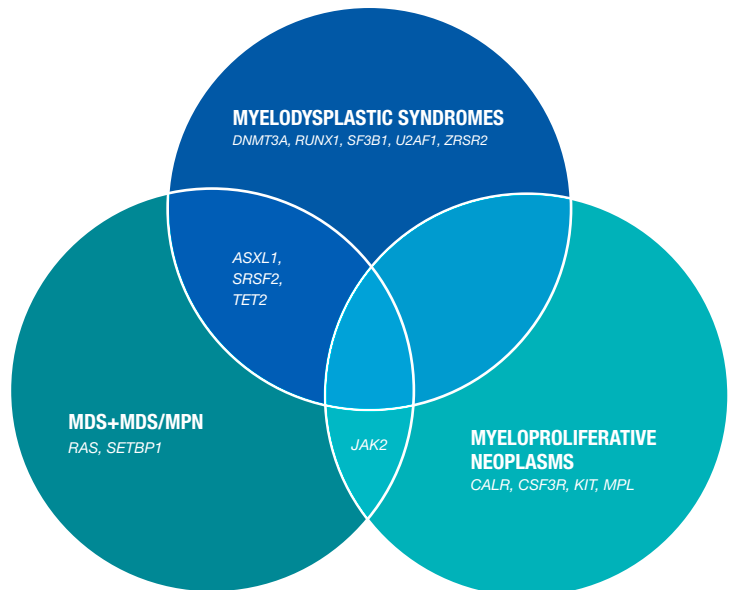 MYELODYSPLASTIC SYNDROMES
DNMT3A, RUNX1, SF3B1, U2AF1, ZRSR2
ASXL1,
SRSF2,
TET2
MDS+MDS/MPN
RAS, SETBP1
JAK2
MYELOPROLIFERATIVE
NEOPLASMS
CALR, CSF3R, KIT, MPL